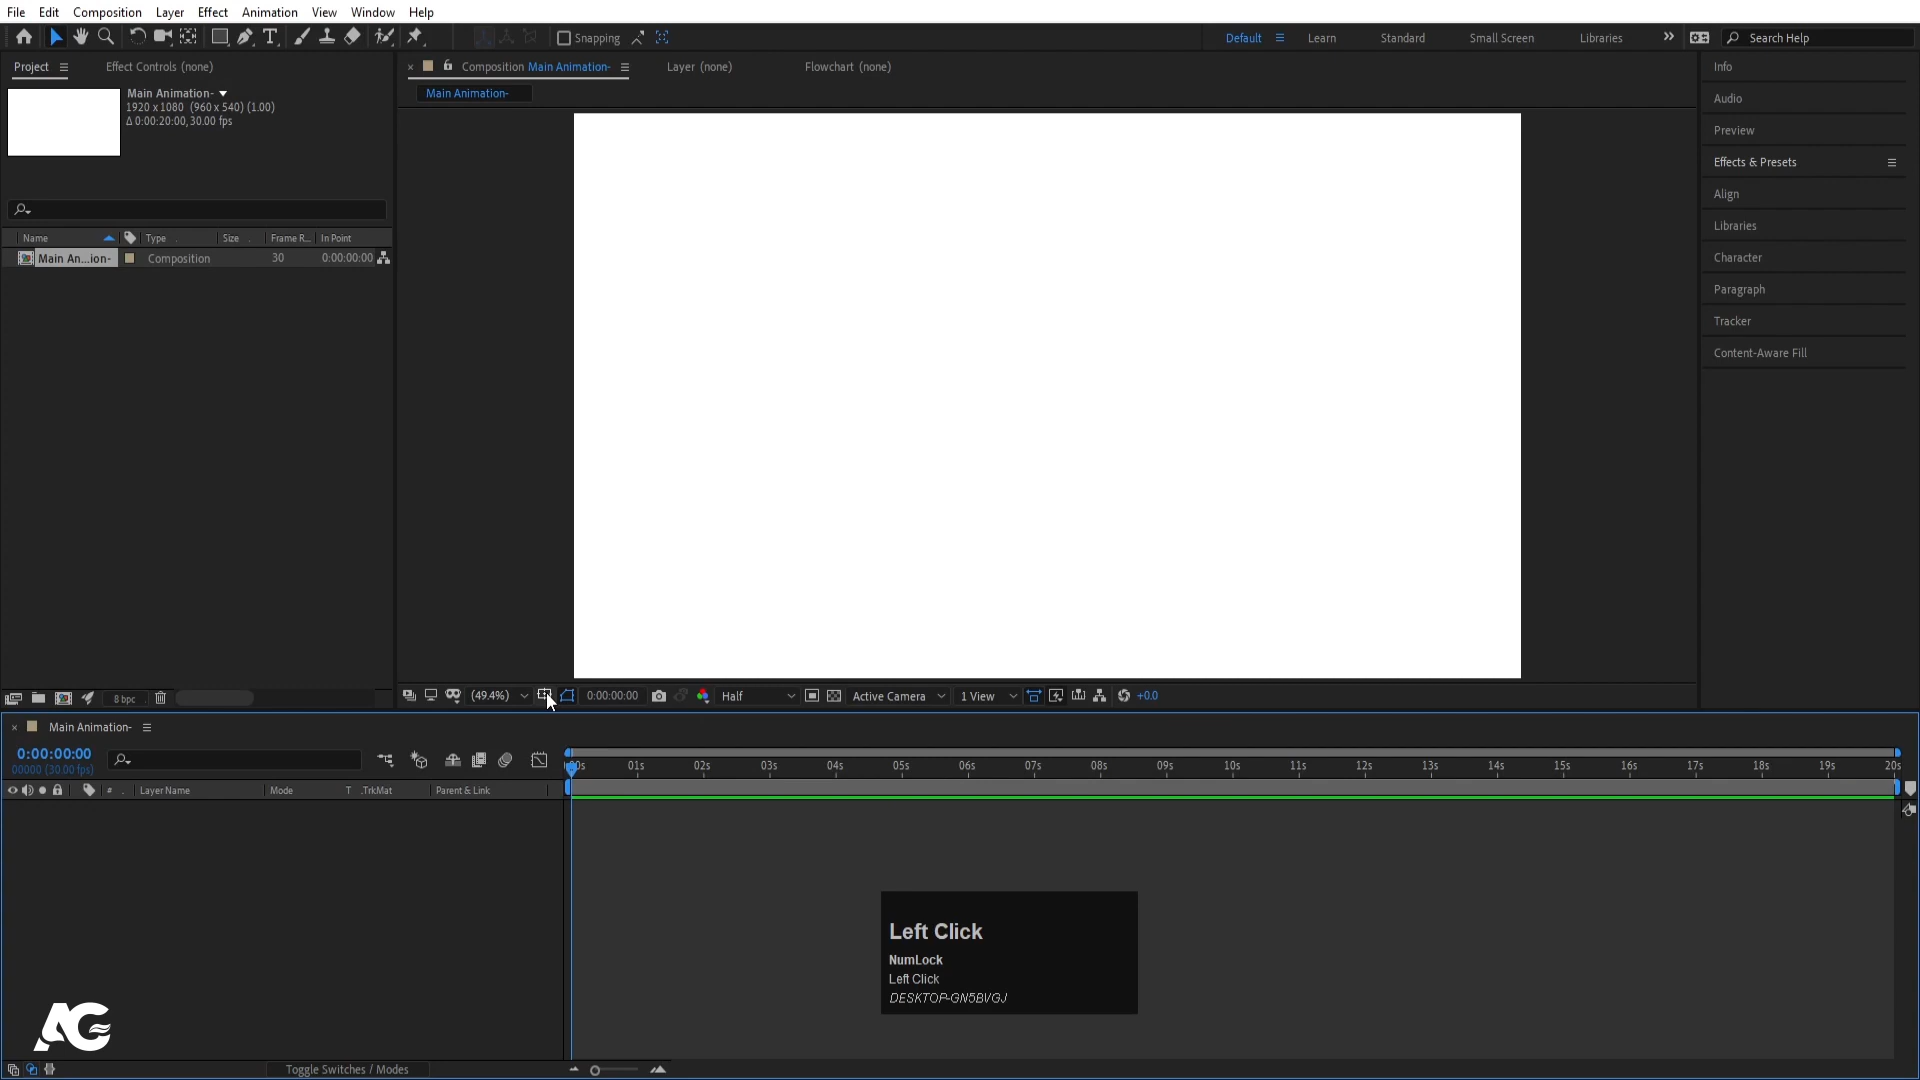 File Edit Composition Layer Effect Animation View Window Help
Snapping
Default Learn Standard Small Screen Libraries Search Help
Project Effect Controls (none)
Composition Main Animation- Layer (none) Flowchart (none)
Main Animation-
Main Animation-
1920 x 1080 (960 x 540) (1.00)
Δ 0:00:20:00, 30.00 fps
Name Type Size Frame R... In Point
Main An...ion- Composition 30 0:00:00:00
Info
Audio
Preview
Effects & Presets
Align
Libraries
Character
Paragraph
Tracker
Content-Aware Fill
8 bpc
(49.4%) 0:00:00:00 Half Active Camera 1 View +0.0
Main Animation-
0:00:00:00
00000 (30.00 fps)
01s 02s 03s 04s 05s 06s 07s 08s 09s 10s 11s 12s 13s 14s 15s 16s 17s 18s 19s 20s
# Layer Name Mode T .TrkMat Parent & Link
Left Click
NumLock
Left Click
DESKTOP-GN5BVGJ
AG
Toggle Switches / Modes